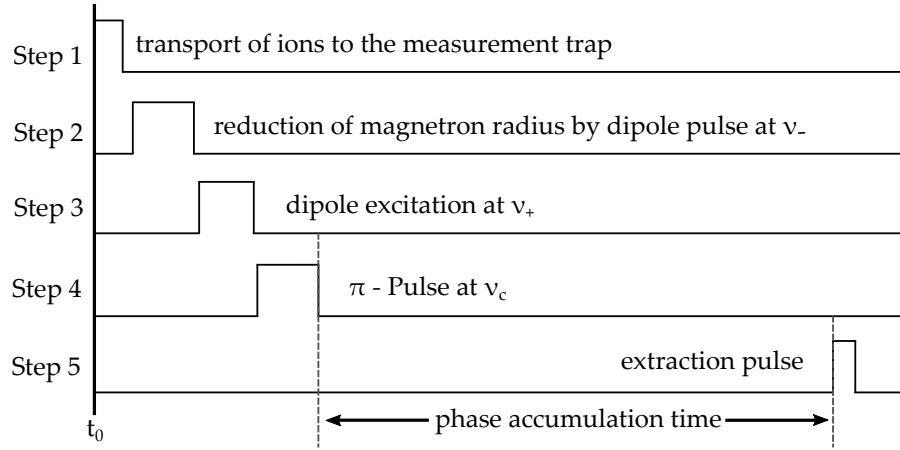 Step 1 transport of ions to the measurement trap
Step 2 reduction of magnetron radius by dipole pulse at ν₋
Step 3 dipole excitation at ν₊
Step 4 π - Pulse at νc
Step 5 extraction pulse
phase accumulation time
t₀